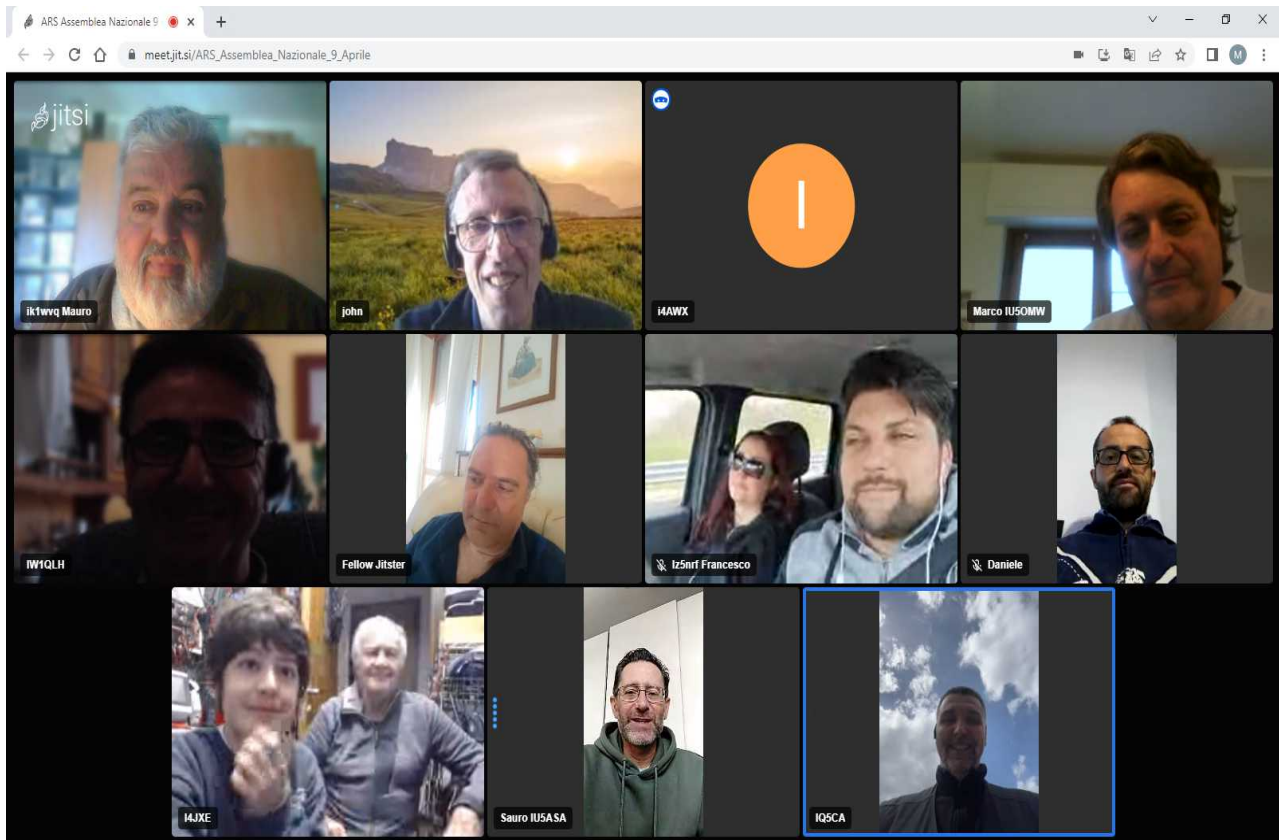 ARS Assemblea Nazionale 9
meet.jit.si/ARS_Assemblea_Nazionale_9_Aprile
M
jitsi
I
ik1wvq Mauro
john
i4AWX
Marco IU5OMW
IW1QLH
Fellow Jitster
Iz5nrf Francesco
Daniele
I4JXE
Sauro IU5ASA
IQ5CA